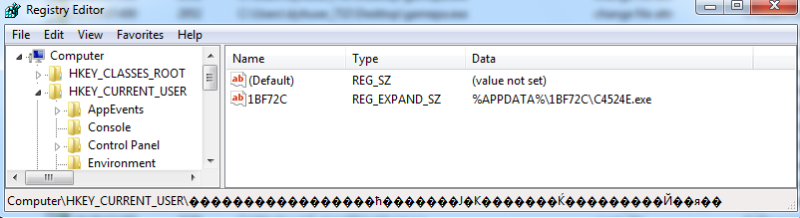 Registry Editor
File Edit View Favorites Help
Computer
HKEY_CLASSES_ROOT
HKEY_CURRENT_USER
AppEvents
Console
Control Panel
Environment
Name Type Data
(Default) REG_SZ (value not set)
1BF72C REG_EXPAND_SZ %APPDATA%\1BF72C\C4524E.exe
Computer\HKEY_CURRENT_USER\��������������������ћ�������Ј�К�������Ќ���������Й��я��